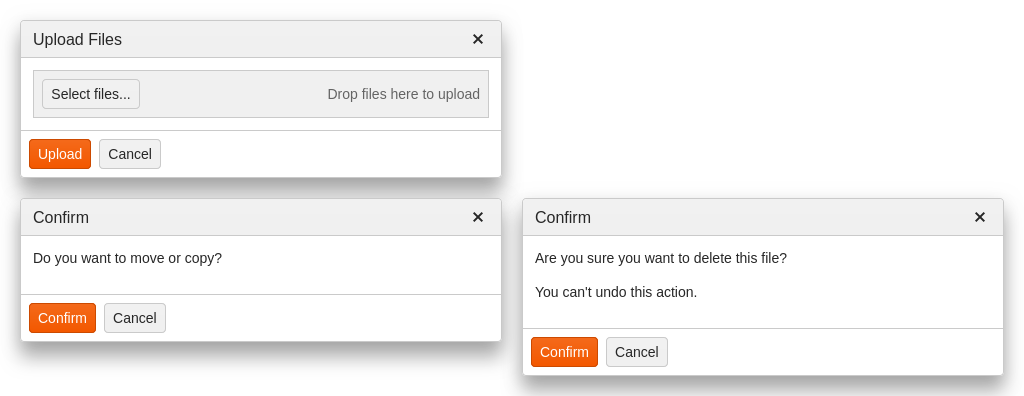 Upload Files
Select files... Drop files here to upload
Upload Cancel
Confirm
Do you want to move or copy?
Confirm Cancel
Confirm
Are you sure you want to delete this file?
You can't undo this action.
Confirm Cancel